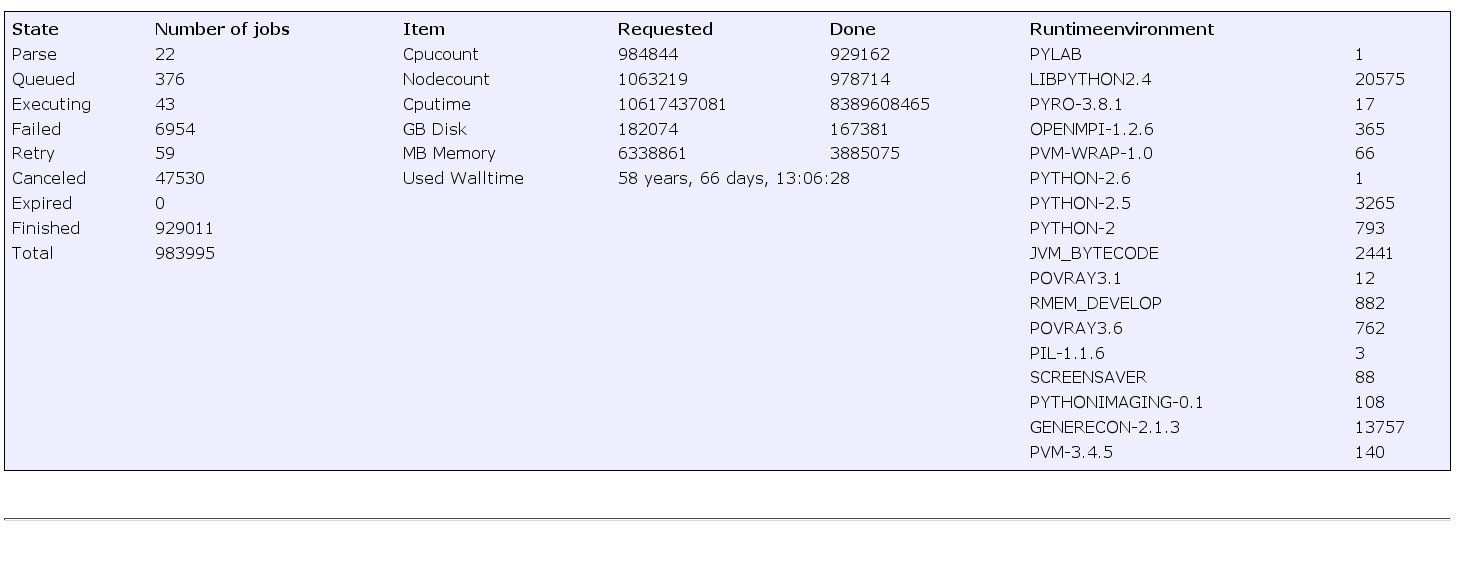 State Number of jobs Item Requested Done Runtimeenvironment
Parse 22 Cpucount 984844 929162 PYLAB 1
Queued 376 Nodecount 1063219 978714 LIBPYTHON2.4 20575
Executing 43 Cputime 10617437081 8389608465 PYRO-3.8.1 17
Failed 6954 GB Disk 182074 167381 OPENMPI-1.2.6 365
Retry 59 MB Memory 6338861 3885075 PVM-WRAP-1.0 66
Canceled 47530 Used Walltime 58 years, 66 days, 13:06:28 PYTHON-2.6 1
Expired 0 PYTHON-2.5 3265
Finished 929011 PYTHON-2 793
Total 983995 JVM_BYTECODE 2441
POVRAY3.1 12
RMEM_DEVELOP 882
POVRAY3.6 762
PIL-1.1.6 3
SCREENSAVER 88
PYTHONIMAGING-0.1 108
GENERECON-2.1.3 13757
PVM-3.4.5 140